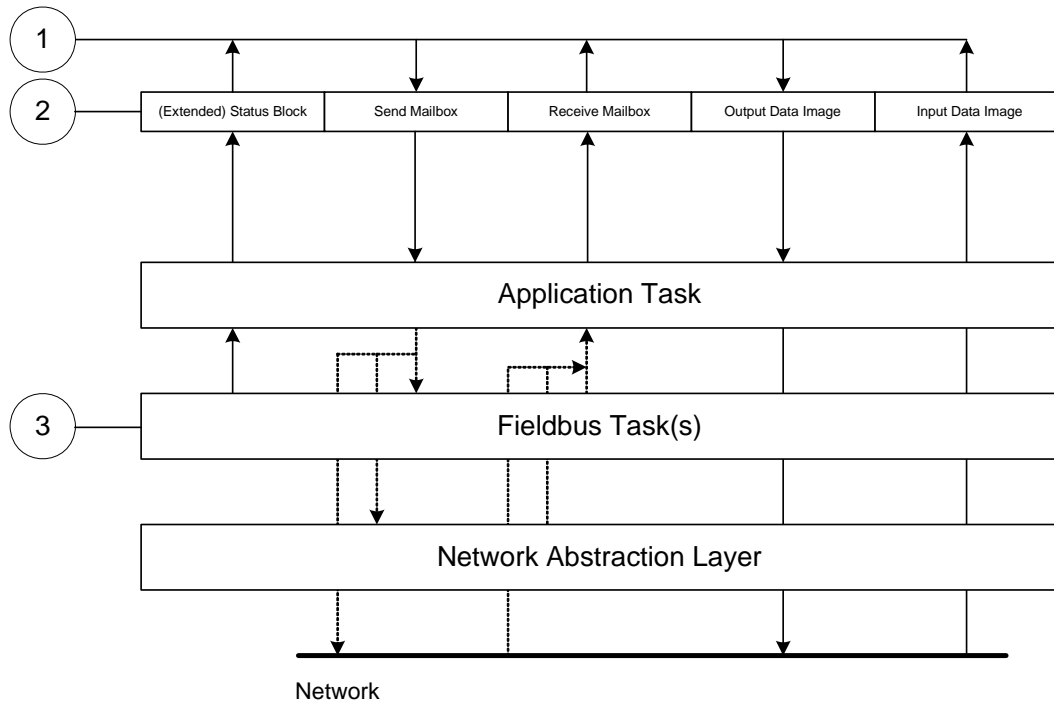 1
2
(Extended) Status Block
Send Mailbox
Receive Mailbox
Output Data Image
Input Data Image
Application Task
3
Fieldbus Task(s)
Network Abstraction Layer
Network